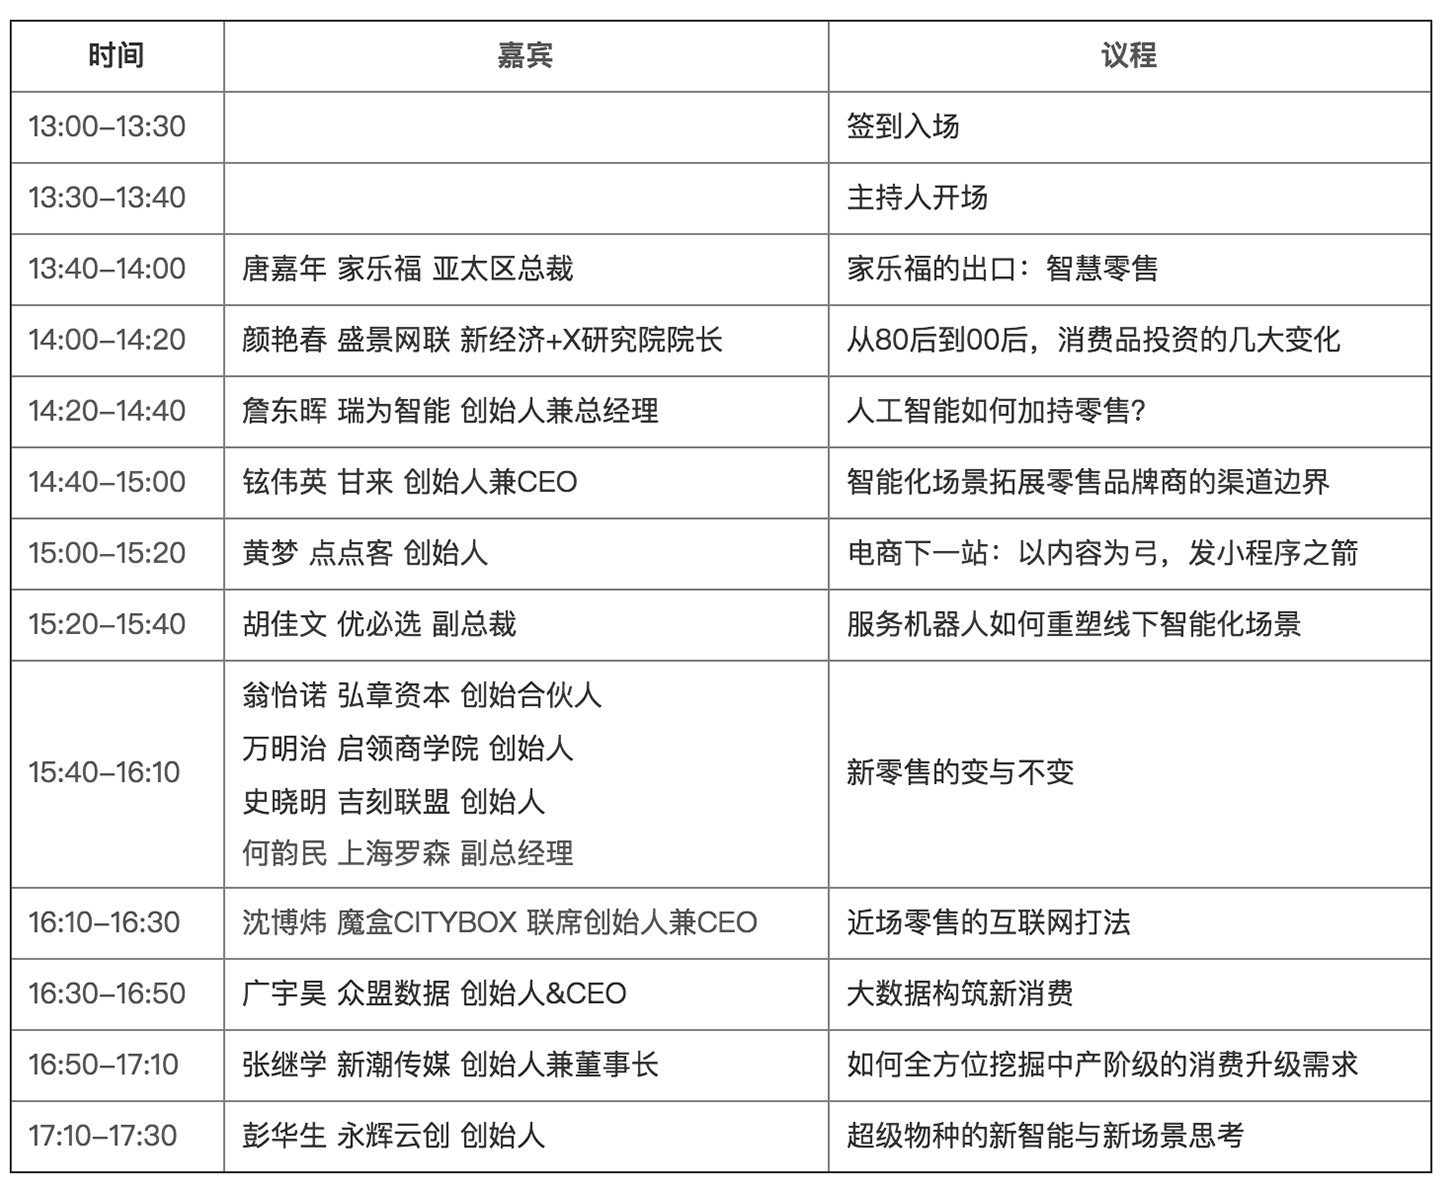 时间 嘉宾 议程
13:00–13:30 签到入场
13:30–13:40 主持人开场
13:40–14:00 唐嘉年 家乐福 亚太区总裁 家乐福的出口：智慧零售
14:00–14:20 颜艳春 盛景网联 新经济+X研究院院长 从80后到00后，消费品投资的几大变化
14:20–14:40 詹东晖 瑞为智能 创始人兼总经理 人工智能如何加持零售？
14:40–15:00 铉伟英 甘来 创始人兼CEO 智能化场景拓展零售品牌商的渠道边界
15:00–15:20 黄梦 点点客 创始人 电商下一站：以内容为弓，发小程序之箭
15:20–15:40 胡佳文 优必选 副总裁 服务机器人如何重塑线下智能化场景
翁怡诺 弘章资本 创始合伙人
万明治 启领商学院 创始人
15:40–16:10 新零售的变与不变
史晓明 吉刻联盟 创始人
何韵民 上海罗森 副总经理
16:10–16:30 沈博炜 魔盒CITYBOX 联席创始人兼CEO 近场零售的互联网打法
16:30–16:50 广宇昊 众盟数据 创始人&CEO 大数据构筑新消费
16:50–17:10 张继学 新潮传媒 创始人兼董事长 如何全方位挖掘中产阶级的消费升级需求
17:10–17:30 彭华生 永辉云创 创始人 超级物种的新智能与新场景思考